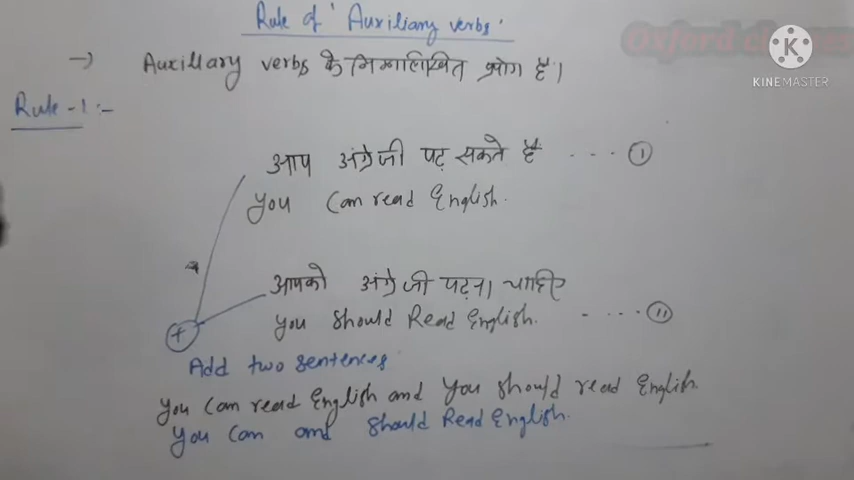 Rule of 'Auxiliary verbs'
Oxford classes
KINEMASTER
→ Auxiliary verbs के निम्नलिखित प्रयोग हैं।
Rule-1:-
आप अंग्रेजी पढ़ सकते हैं ... (I)
You Can read English.
आपको अंग्रेजी पढ़ना चाहिए
You Should Read English. - .... (II)
+
Add two sentences
You Can read English and You should read English.
You Can and should Read English.